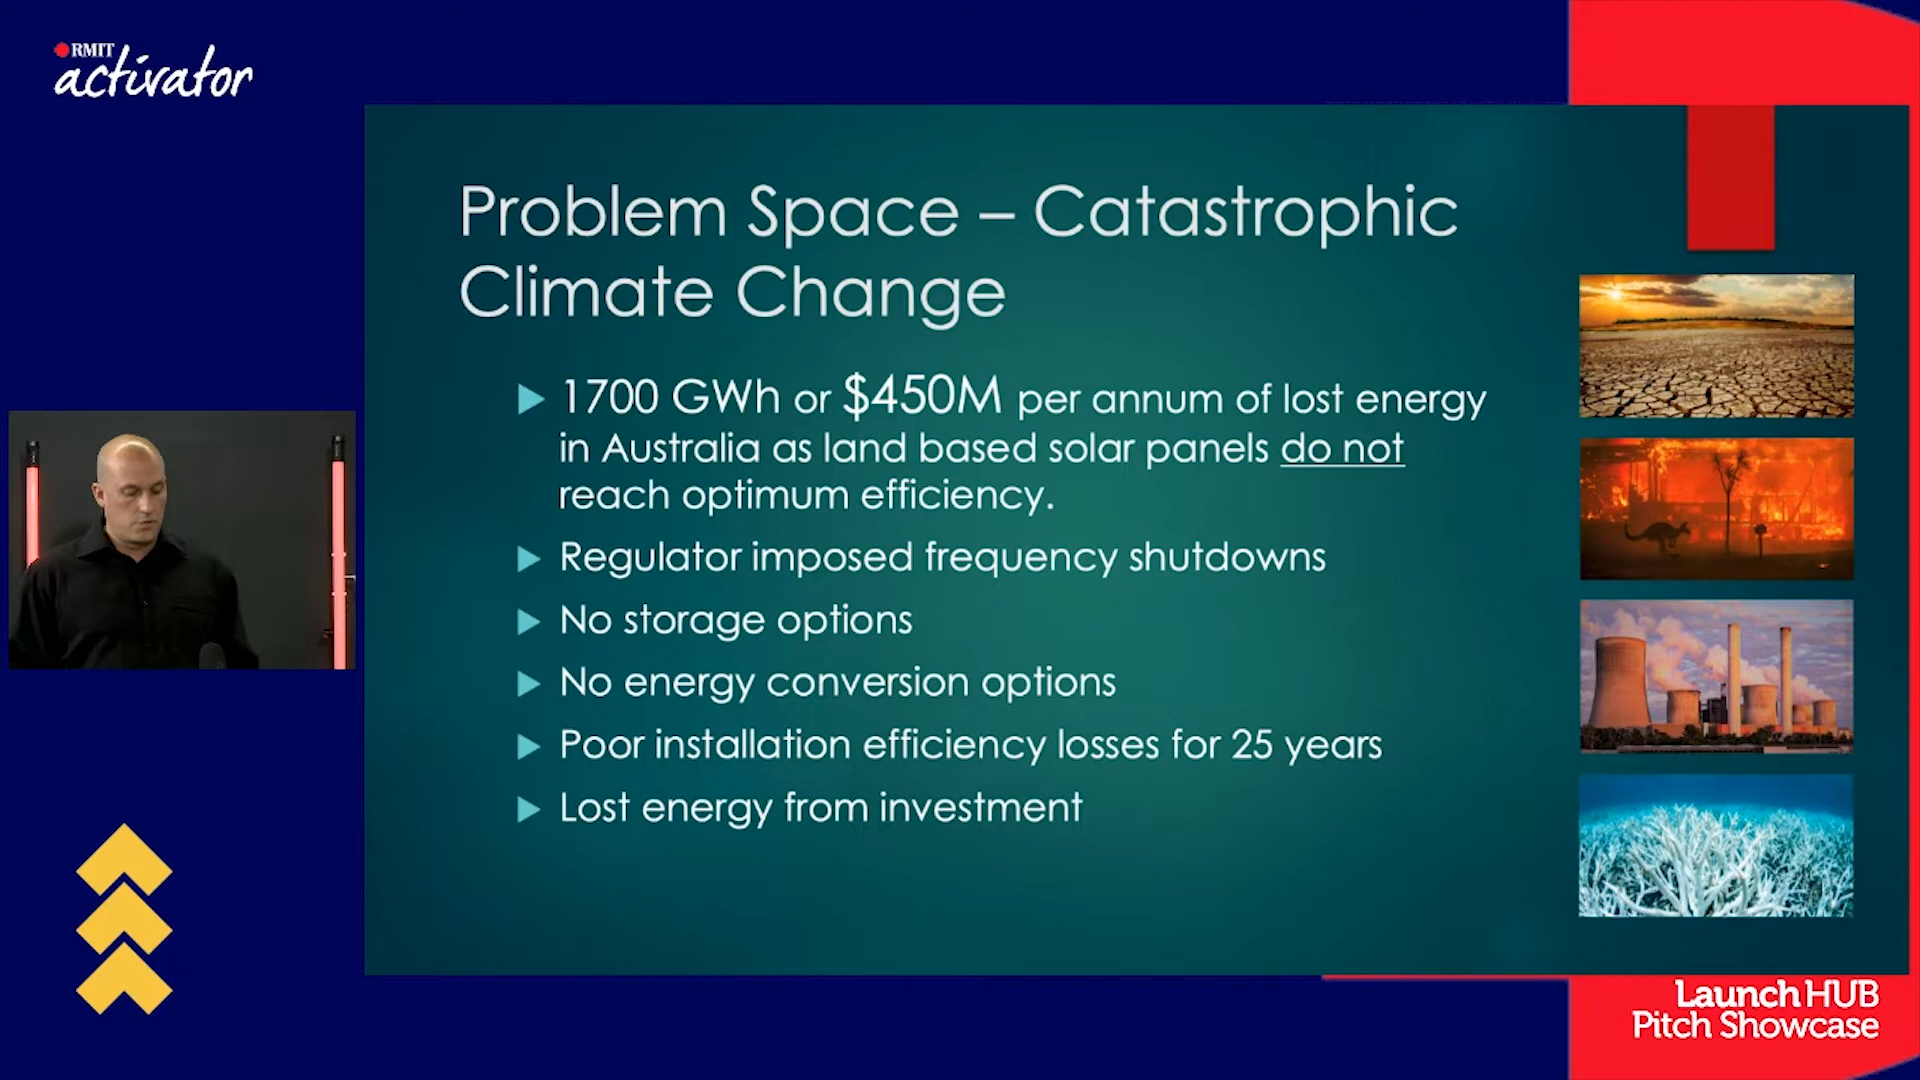 RMIT
activator
Problem Space – Catastrophic
Climate Change
1700 GWh or $450M per annum of lost energy
in Australia as land based solar panels do not
reach optimum efficiency.
Regulator imposed frequency shutdowns
No storage options
No energy conversion options
Poor installation efficiency losses for 25 years
Lost energy from investment
Launch HUB
Pitch Showcase